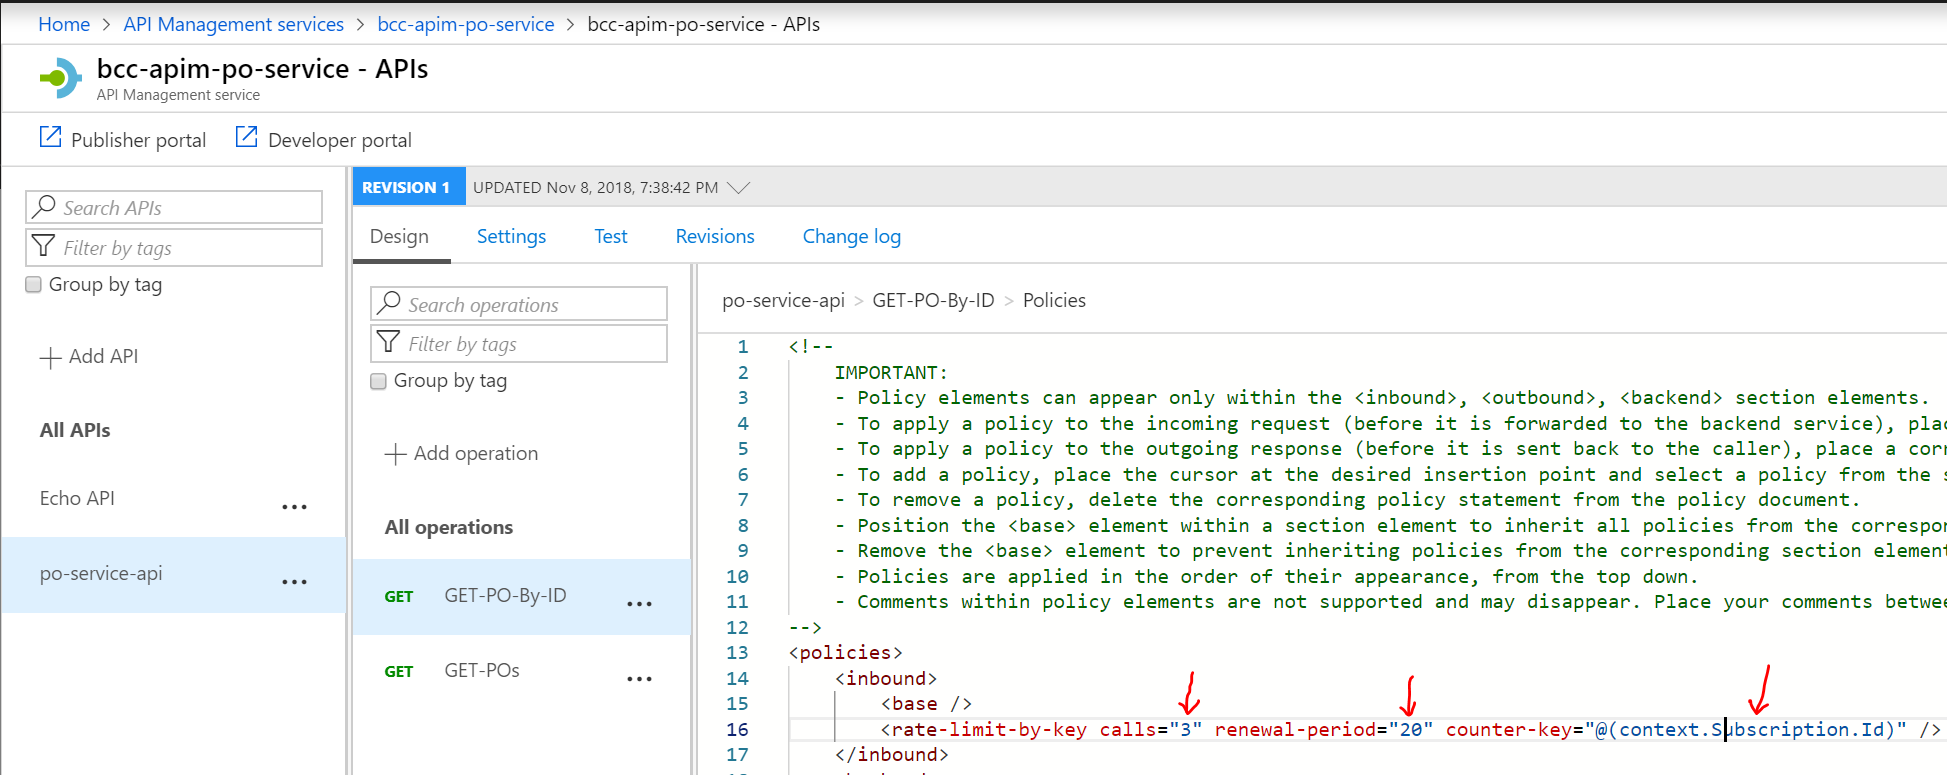 Home > API Management services > bcc-apim-po-service > bcc-apim-po-service - APIs
bcc-apim-po-service - APIs
API Management service
Publisher portal Developer portal
Search APIs
Filter by tags
Group by tag
+ Add API
All APIs
Echo API ...
po-service-api ...
REVISION 1 UPDATED Nov 8, 2018, 7:38:42 PM
Design Settings Test Revisions Change log
Search operations
Filter by tags
Group by tag
+ Add operation
All operations
GET GET-PO-By-ID ...
GET GET-POs ...
po-service-api > GET-PO-By-ID > Policies
1 <!--
2 IMPORTANT:
3 - Policy elements can appear only within the <inbound>, <outbound>, <backend> section elements.
4 - To apply a policy to the incoming request (before it is forwarded to the backend service), plac
5 - To apply a policy to the outgoing response (before it is sent back to the caller), place a corr
6 - To add a policy, place the cursor at the desired insertion point and select a policy from the s
7 - To remove a policy, delete the corresponding policy statement from the policy document.
8 - Position the <base> element within a section element to inherit all policies from the correspon
9 - Remove the <base> element to prevent inheriting policies from the corresponding section element
10 - Policies are applied in the order of their appearance, from the top down.
11 - Comments within policy elements are not supported and may disappear. Place your comments betwee
12 -->
13 <policies>
14 <inbound>
15 <base />
16 <rate-limit-by-key calls="3" renewal-period="20" counter-key="@(context.Subscription.Id)" />
17 </inbound>